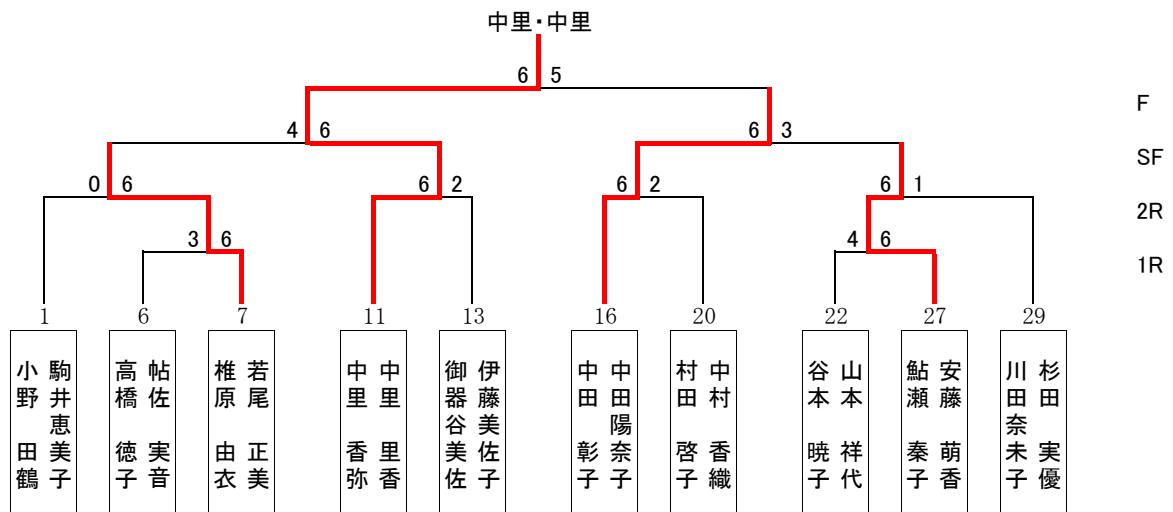 中里・中里
6 5
F
4 6
6 3
SF
0 6
6 2
6 2
6 1
2R
3 6
4 6
1R
1
6
7
11
13
16
20
22
27
29
駒井恵美子
小野 田鶴
帖佐 実音
高橋 徳子
若尾 正美
椎原 由衣
中里 里香
中里 香弥
伊藤美佐子
御器谷美佐
中田陽奈子
中田 彰子
中村 香織
村田 啓子
山本 祥代
谷本 暁子
安藤 萌香
鮎瀬 秦子
杉田 実優
川田奈未子